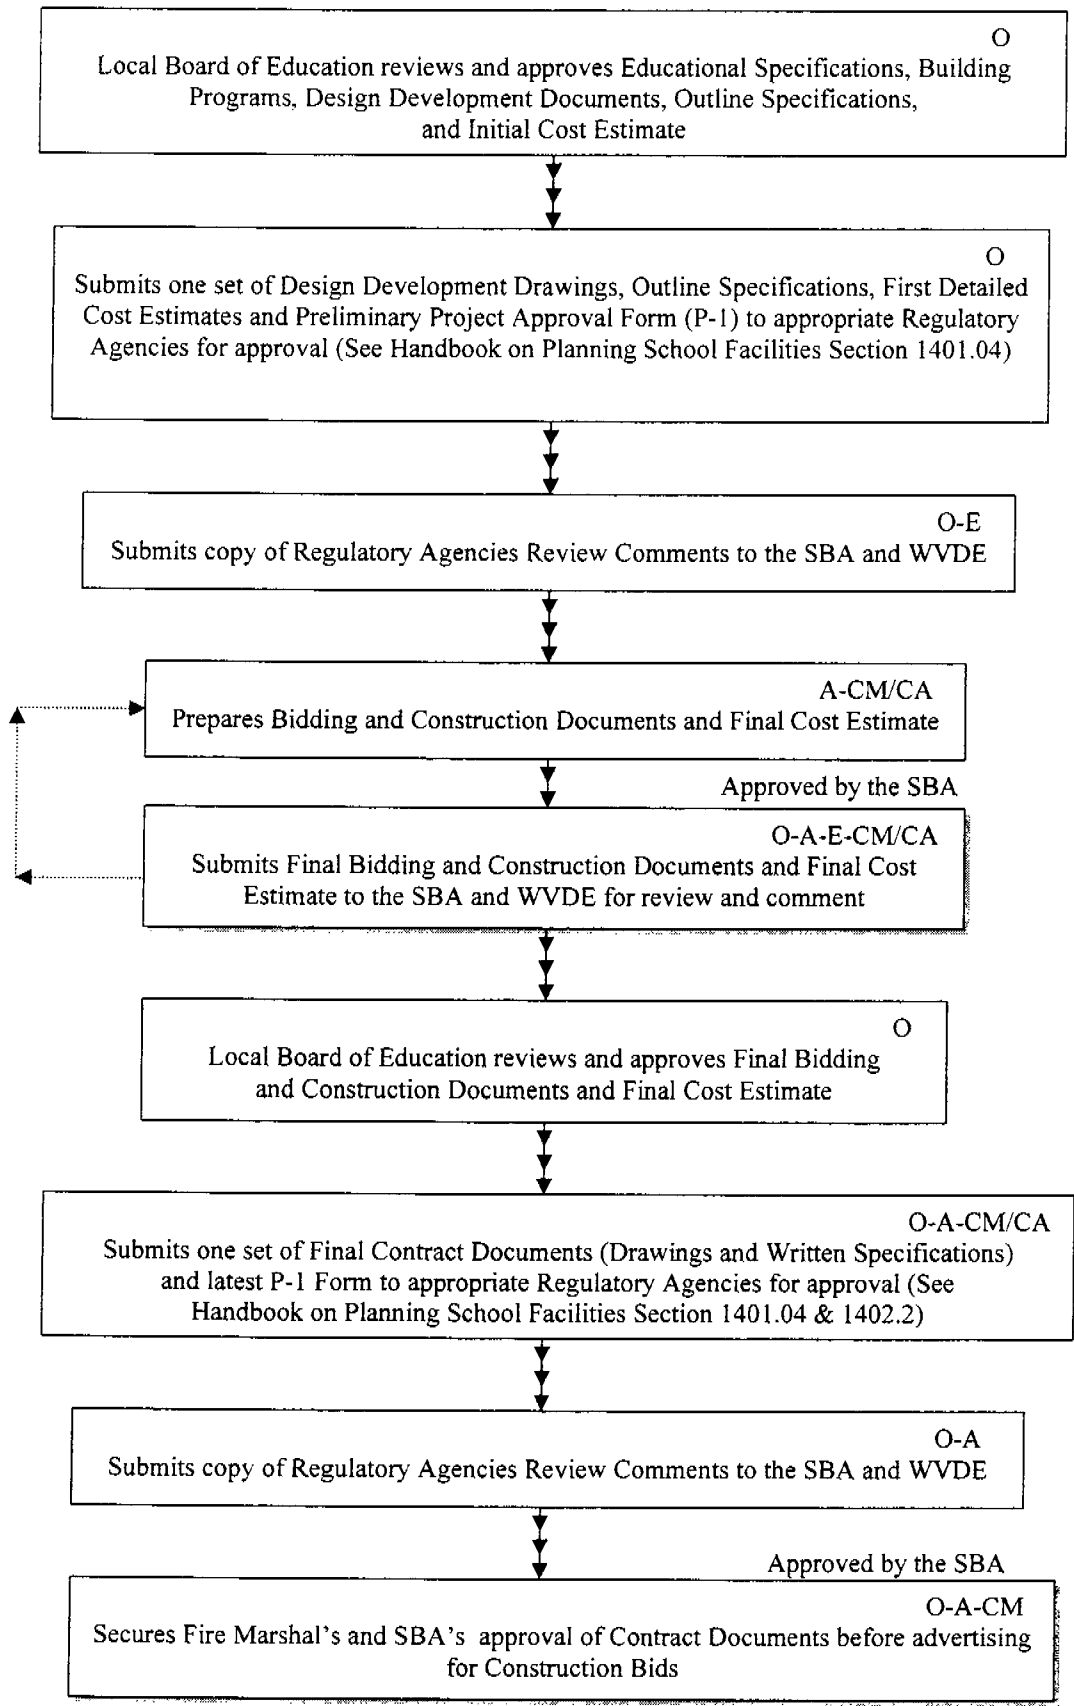 O
Local Board of Education reviews and approves Educational Specifications, Building
Programs, Design Development Documents, Outline Specifications,
and Initial Cost Estimate
O
Submits one set of Design Development Drawings, Outline Specifications, First Detailed
Cost Estimates and Preliminary Project Approval Form (P-1) to appropriate Regulatory
Agencies for approval (See Handbook on Planning School Facilities Section 1401.04)
O-E
Submits copy of Regulatory Agencies Review Comments to the SBA and WVDE
A-CM/CA
Prepares Bidding and Construction Documents and Final Cost Estimate
Approved by the SBA
O-A-E-CM/CA
Submits Final Bidding and Construction Documents and Final Cost
Estimate to the SBA and WVDE for review and comment
O
Local Board of Education reviews and approves Final Bidding
and Construction Documents and Final Cost Estimate
O-A-CM/CA
Submits one set of Final Contract Documents (Drawings and Written Specifications)
and latest P-1 Form to appropriate Regulatory Agencies for approval (See
Handbook on Planning School Facilities Section 1401.04 & 1402.2)
O-A
Submits copy of Regulatory Agencies Review Comments to the SBA and WVDE
Approved by the SBA
O-A-CM
Secures Fire Marshal's and SBA's approval of Contract Documents before advertising
for Construction Bids